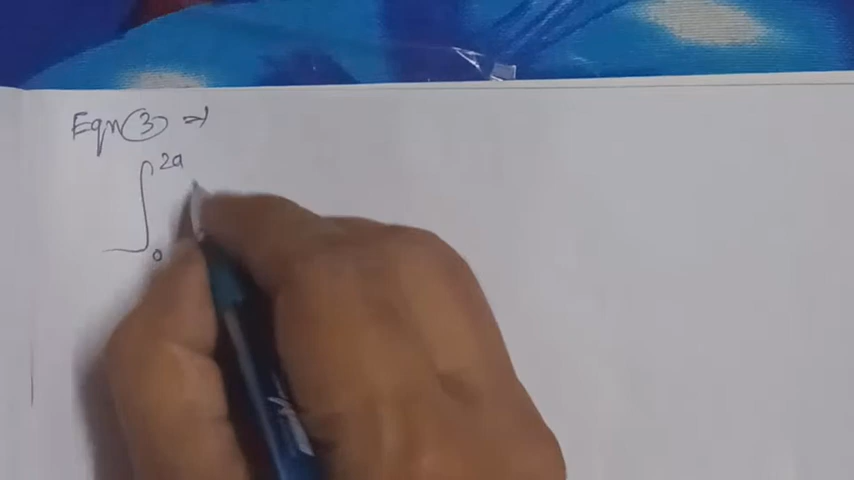 Eqn (3) ⇒
∫₀²ᵃ